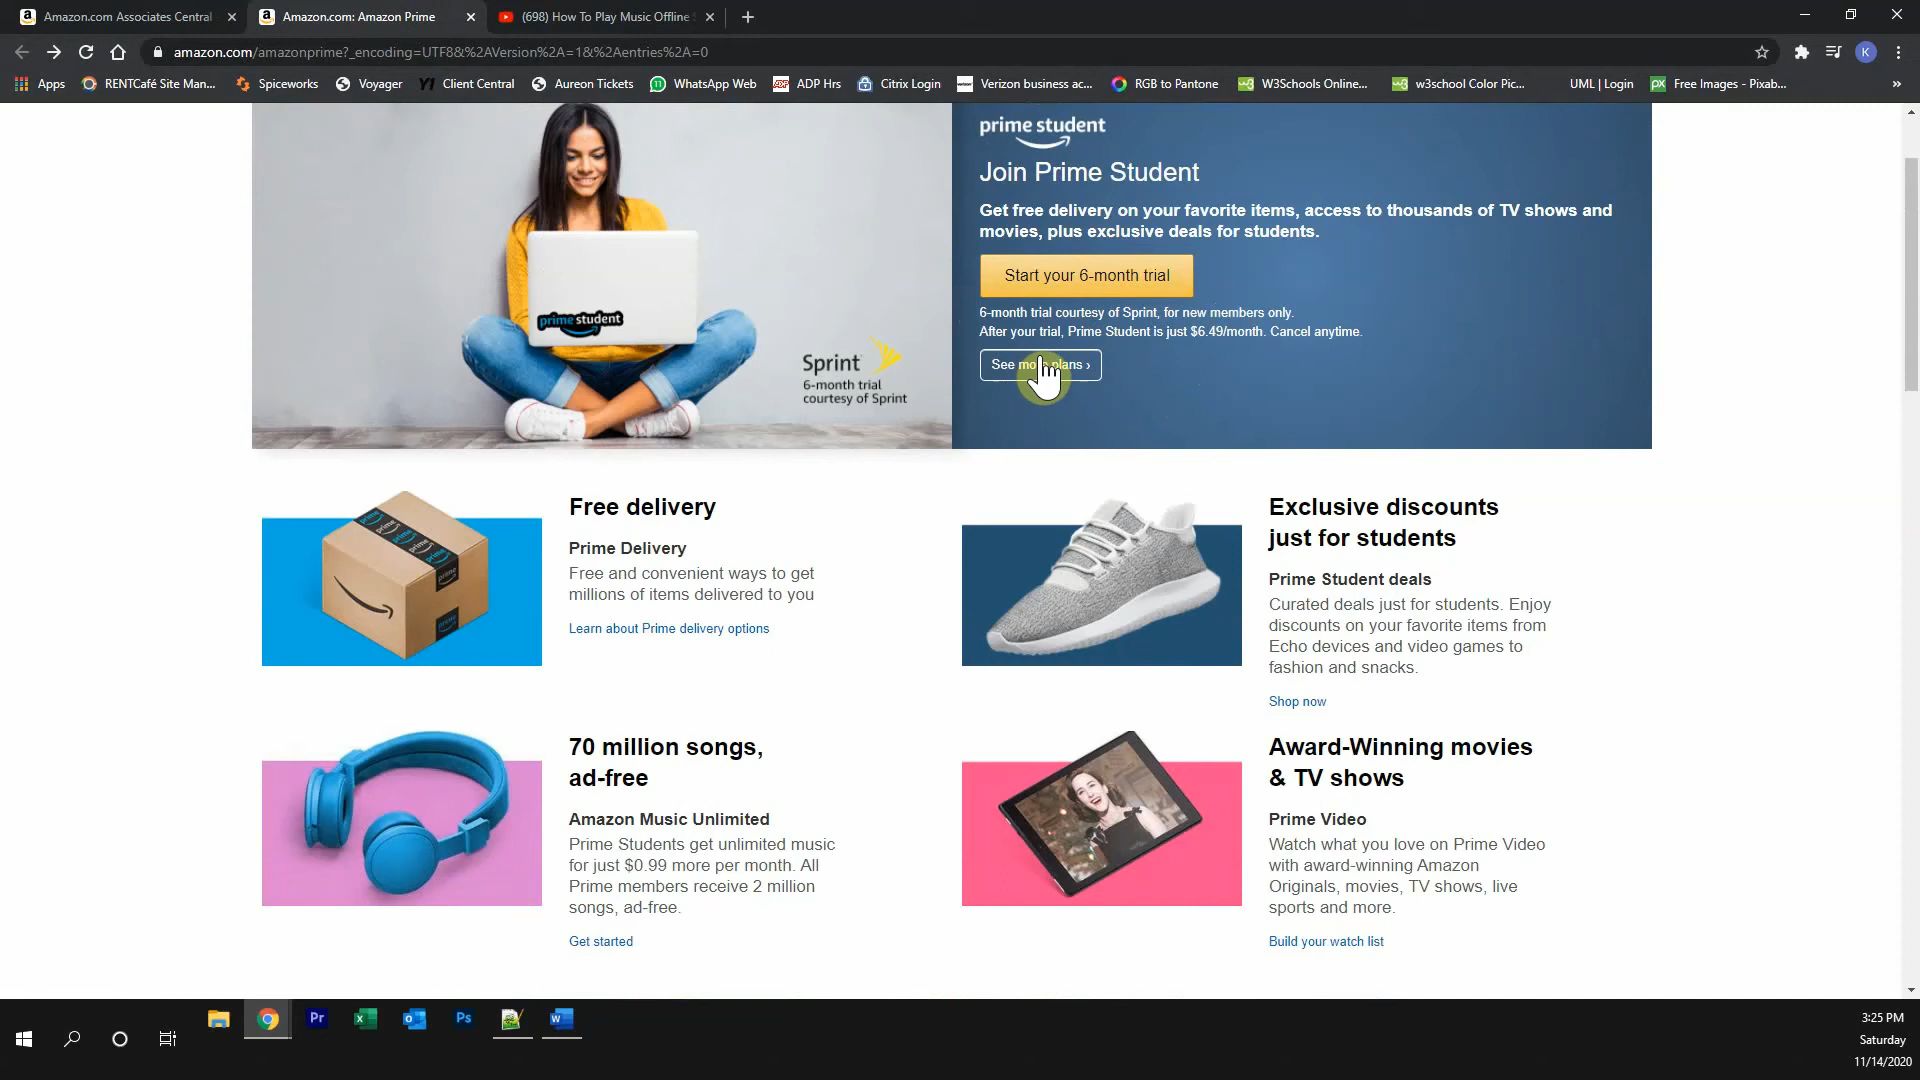 Amazon.com Associates Central
Amazon.com: Amazon Prime
(698) How To Play Music Offline
amazon.com/amazonprime?_encoding=UTF8&%2AVersion%2A=1&%2Aentries%2A=0
K
Apps
RENTCafé Site Man...
Spiceworks
Voyager
Client Central
Aureon Tickets
WhatsApp Web
ADP Hrs
Citrix Login
Verizon business ac...
RGB to Pantone
W3Schools Online...
w3school Color Pic...
UML | Login
Free Images - Pixab...
»
prime student
Sprint
6-month trial
courtesy of Sprint
prime student
Join Prime Student
Get free delivery on your favorite items, access to thousands of TV shows and
movies, plus exclusive deals for students.
Start your 6-month trial
6-month trial courtesy of Sprint, for new members only.
After your trial, Prime Student is just $6.49/month. Cancel anytime.
See more plans ›
prime
prime
prime
prime
prime
prime
Free delivery
Prime Delivery
Free and convenient ways to get
millions of items delivered to you
Learn about Prime delivery options
Exclusive discounts
just for students
Prime Student deals
Curated deals just for students. Enjoy
discounts on your favorite items from
Echo devices and video games to
fashion and snacks.
Shop now
70 million songs,
ad-free
Amazon Music Unlimited
Prime Students get unlimited music
for just $0.99 more per month. All
Prime members receive 2 million
songs, ad-free.
Get started
Award-Winning movies
& TV shows
Prime Video
Watch what you love on Prime Video
with award-winning Amazon
Originals, movies, TV shows, live
sports and more.
Build your watch list
Pr
Ps
3:25 PM
Saturday
11/14/2020